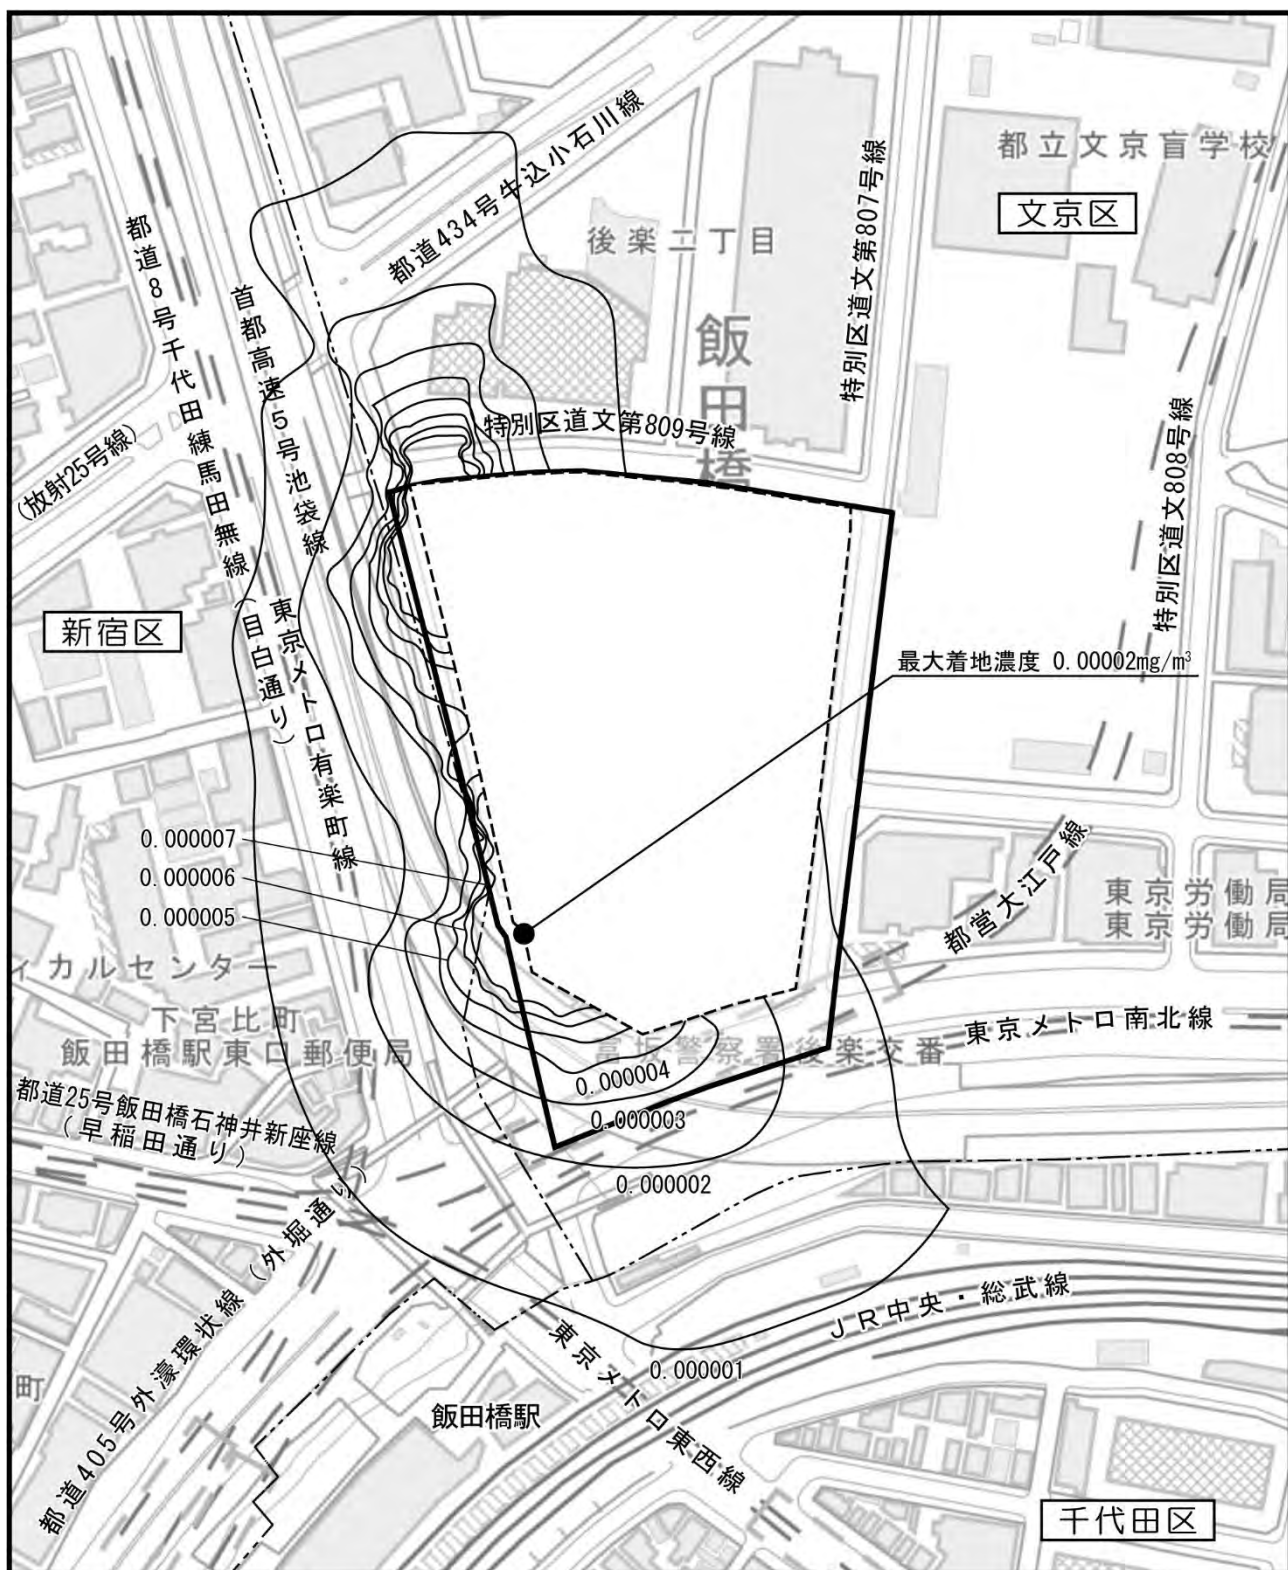 都立文京盲学校
文京区
都道434号牛込小石川線
後楽二丁目
飯田橋
特別区道文第807号線
特別区道文808号線
特別区道文第809号線
都道8号千代田練馬田無線(目白通り)
首都高速5号池袋線
(放射25号線)
東京メトロ有楽町線
新宿区
最大着地濃度 0.00002mg/m³
0.000007
0.000006
0.000005
都営大江戸線
東京労働局
東京労働局
ィカルセンター
下宮比町
飯田橋駅東口郵便局
東京メトロ南北線
富坂警察署後楽交番
0.000004
0.000003
0.000002
0.000001
都道25号飯田橋石神井新座線
(早稲田通り)
都道405号外濠環状線(外堀通り)
JR中央・総武線
町
飯田橋駅
東京メトロ東西線
千代田区